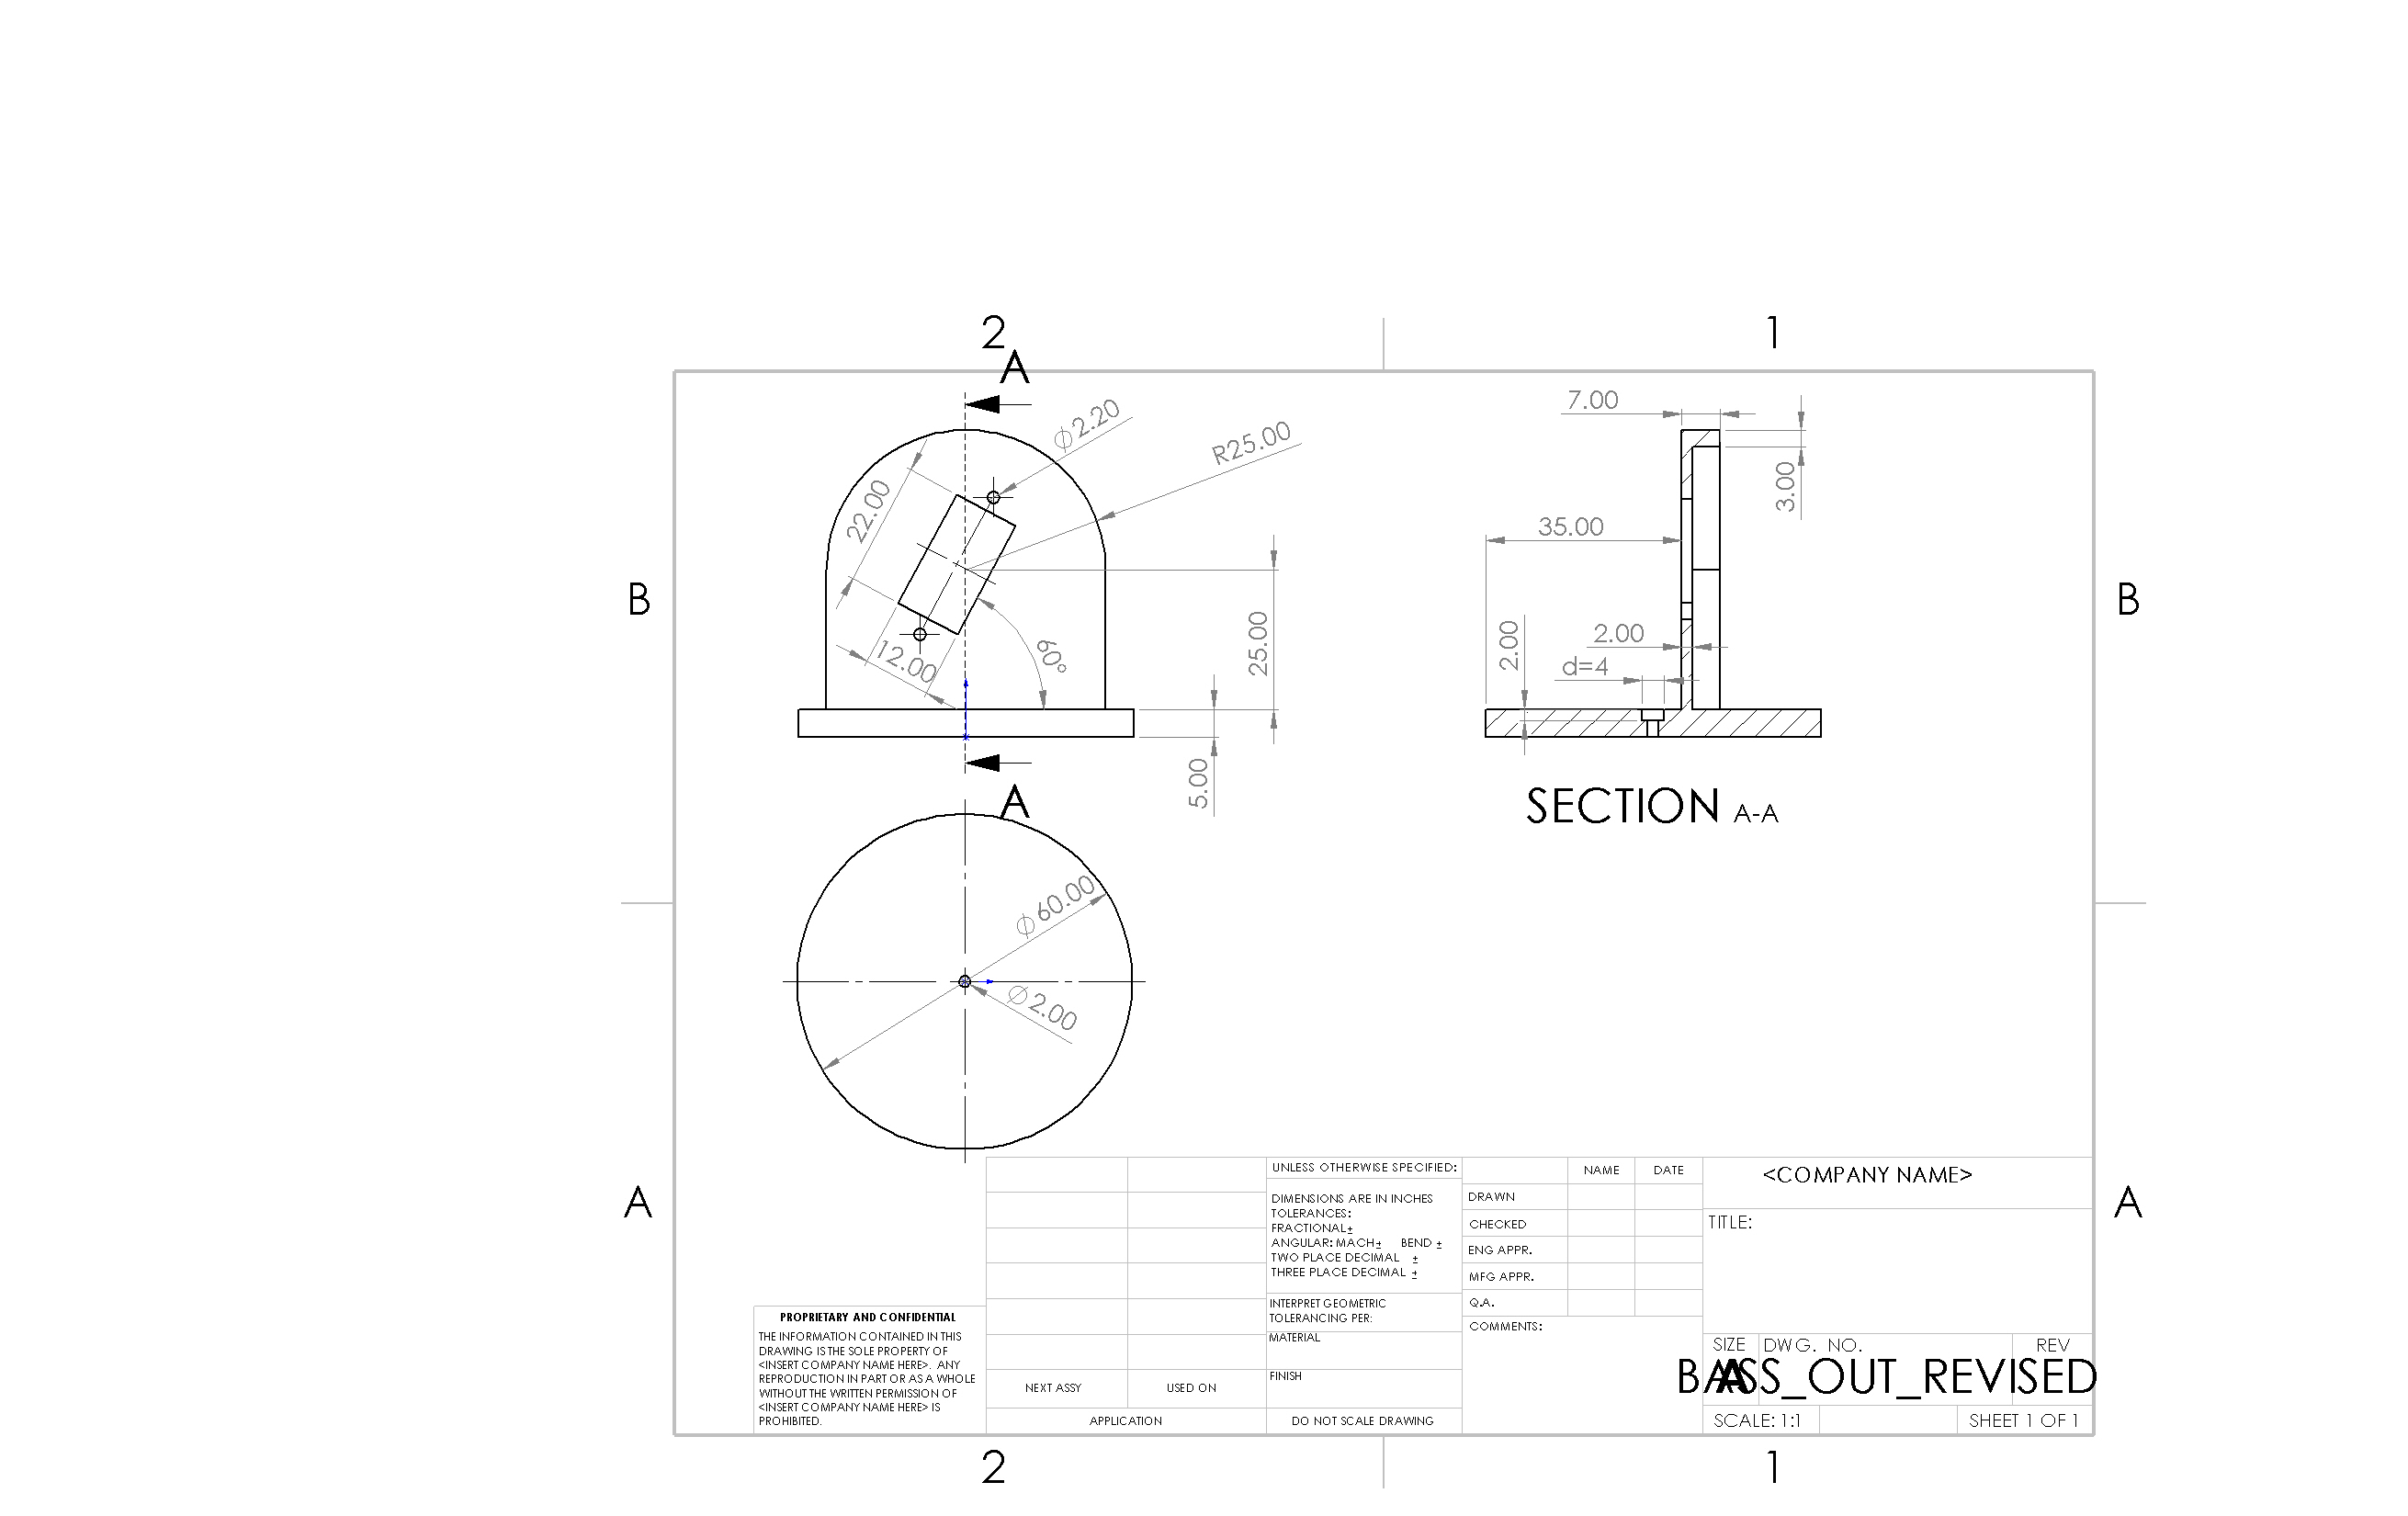 2
1
A
⌀2.20
R25.00
22.00
12.00
60°
25.00
5.00
A
7.00
3.00
35.00
2.00
2.00
d=4
SECTION A-A
B
B
⌀60.00
⌀2.00
A
A
UNLESS OTHERWISE SPECIFIED:
DIMENSIONS ARE IN INCHES
TOLERANCES:
FRACTIONAL±
ANGULAR: MACH± BEND ±
TWO PLACE DECIMAL ±
THREE PLACE DECIMAL ±
INTERPRET GEOMETRIC
TOLERANCING PER:
MATERIAL
FINISH
DO NOT SCALE DRAWING
NAME DATE
DRAWN
CHECKED
ENG APPR.
MFG APPR.
Q.A.
COMMENTS:
<COMPANY NAME>
TITLE:
SIZE DWG. NO. REV
A
BASS_OUT_REVISED
SCALE: 1:1 SHEET 1 OF 1
PROPRIETARY AND CONFIDENTIAL
THE INFORMATION CONTAINED IN THIS
DRAWING IS THE SOLE PROPERTY OF
<INSERT COMPANY NAME HERE>. ANY
REPRODUCTION IN PART OR AS A WHOLE
WITHOUT THE WRITTEN PERMISSION OF
<INSERT COMPANY NAME HERE> IS
PROHIBITED.
NEXT ASSY USED ON
APPLICATION
2
1